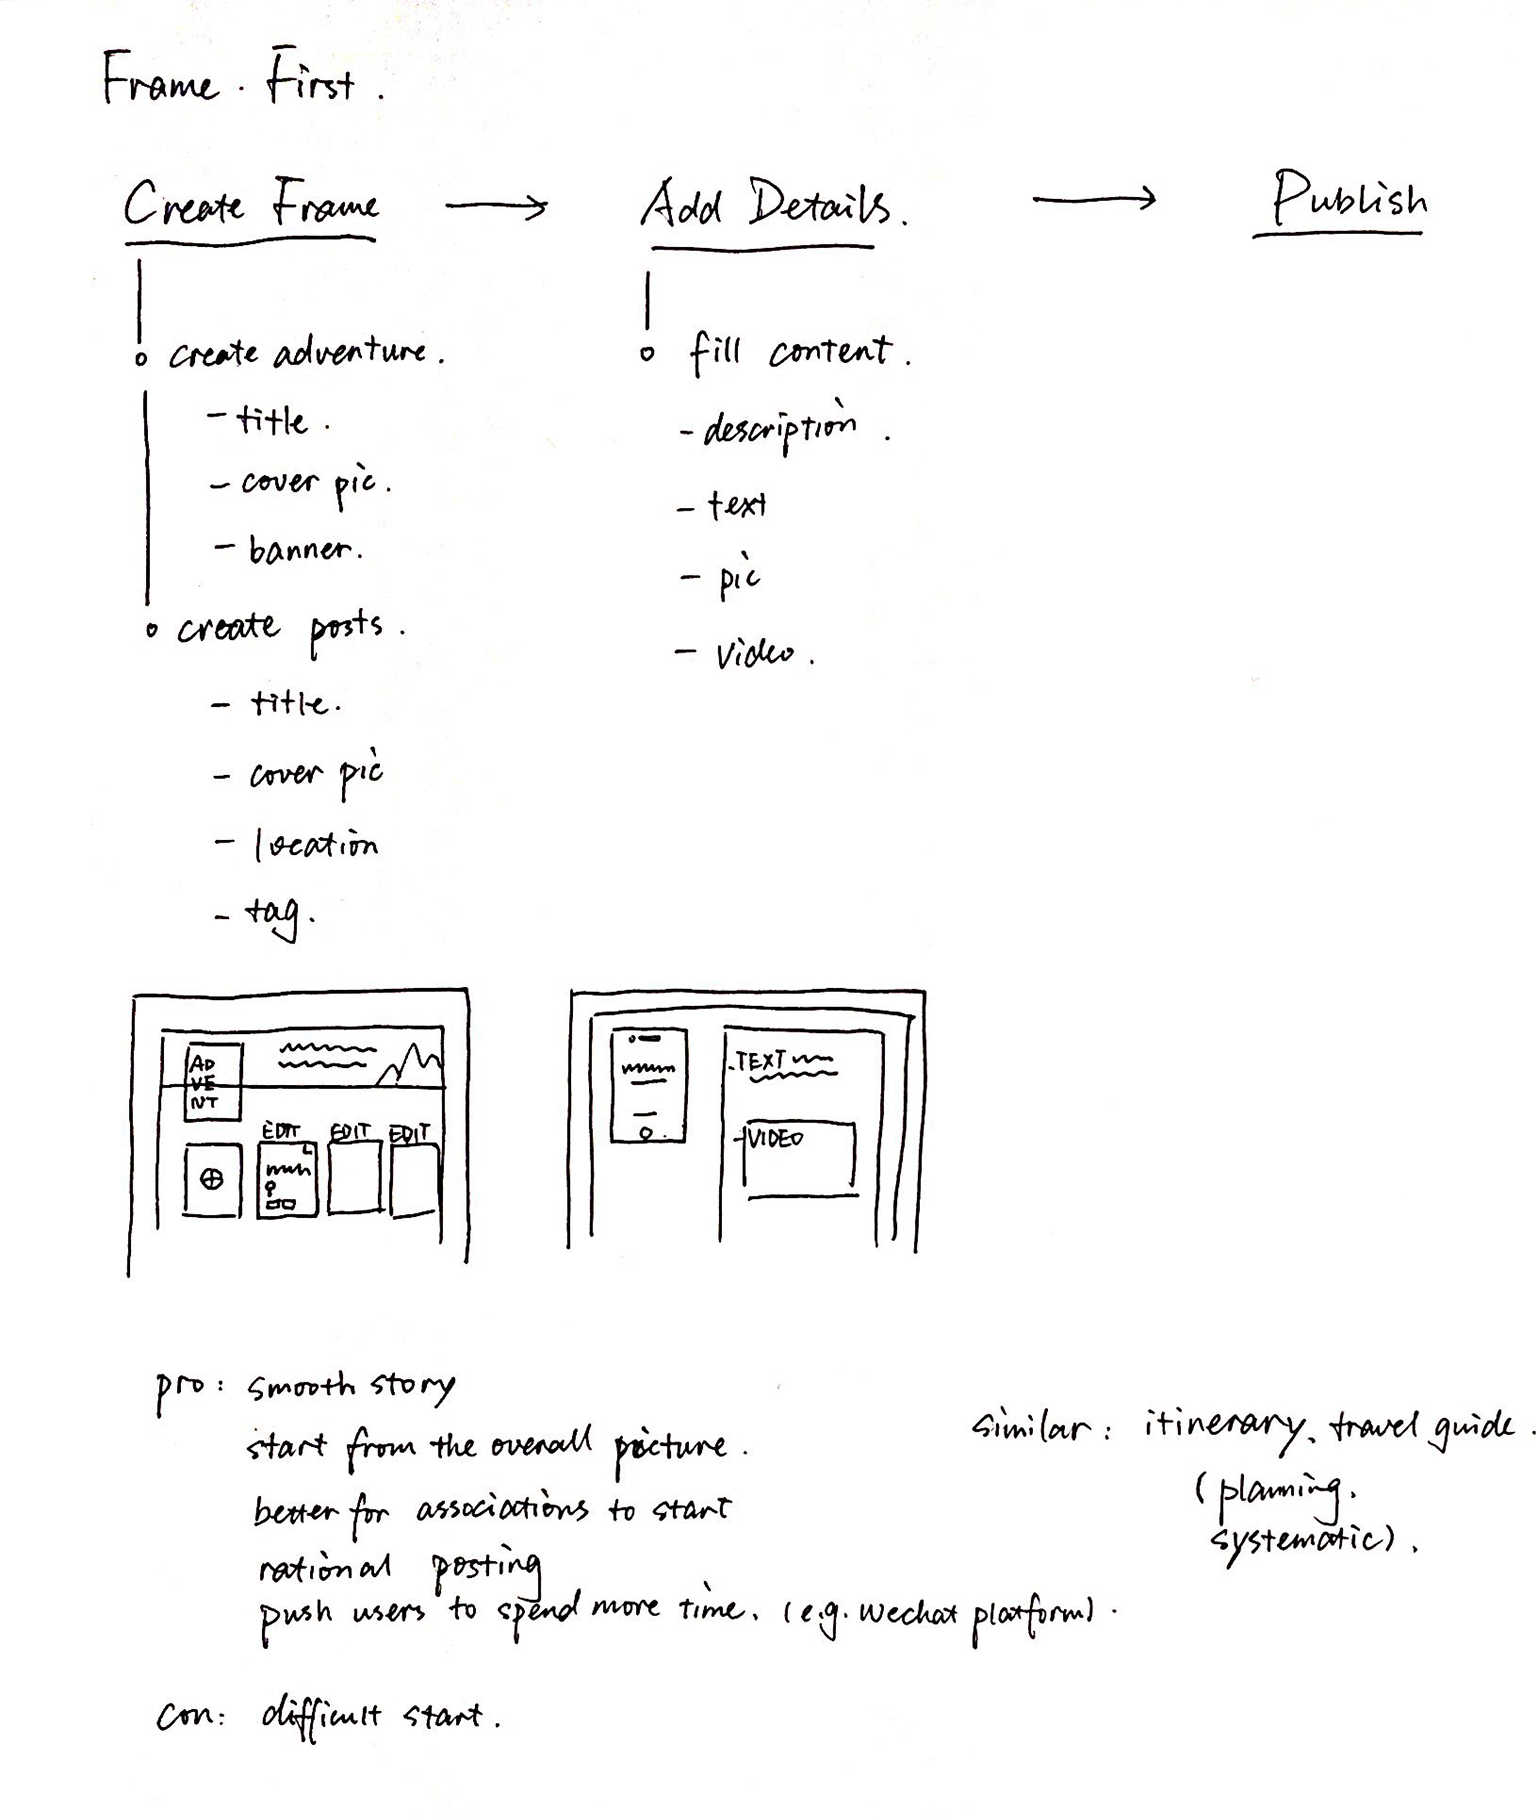 Frame. First.
Create Frame → Add Details. → Publish
create adventure.
- title.
- cover pic.
- banner.
create posts.
- title.
- cover pic
- location
- tag.
fill content.
- description.
- text
- pic
- video.
AD
VE
NT
EDIT EDIT EDIT
TEXT
VIDEO
pro: smooth story
start from the overall picture.
better for associations to start
rational posting
push users to spend more time. (e.g. wechat platform).
similar: itinerary、travel guide.
(planning.
systematic).
con: difficult start.